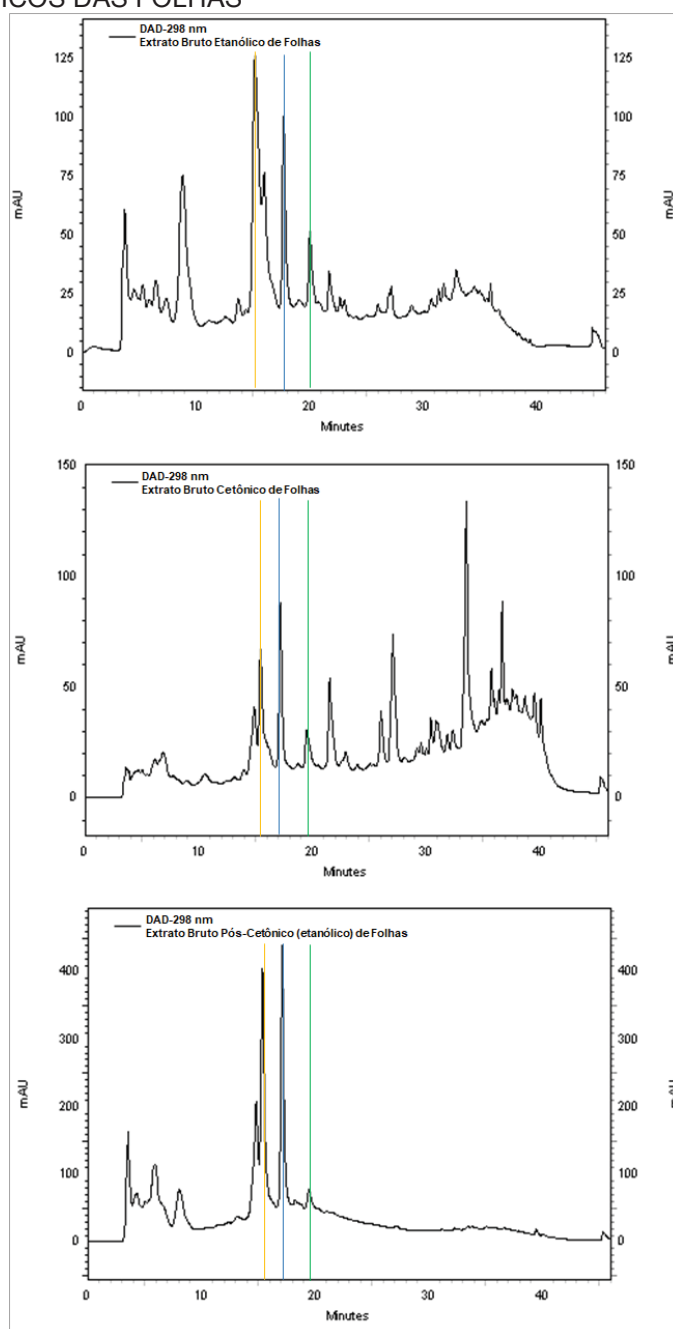 ICOS DAS FOLHAS
DAD-298 nm
Extrato Bruto Etanólico de Folhas
125
100
75
50
25
0
mAU
125
100
75
50
25
0
mAU
0 10 20 30 40
Minutes
DAD-298 nm
Extrato Bruto Cetônico de Folhas
150
100
50
0
mAU
150
100
50
0
mAU
0 10 20 30 40
Minutes
DAD-298 nm
Extrato Bruto Pós-Cetônico (etanólico) de Folhas
400
300
200
100
0
mAU
400
300
200
100
0
mAU
0 10 20 30 40
Minutes